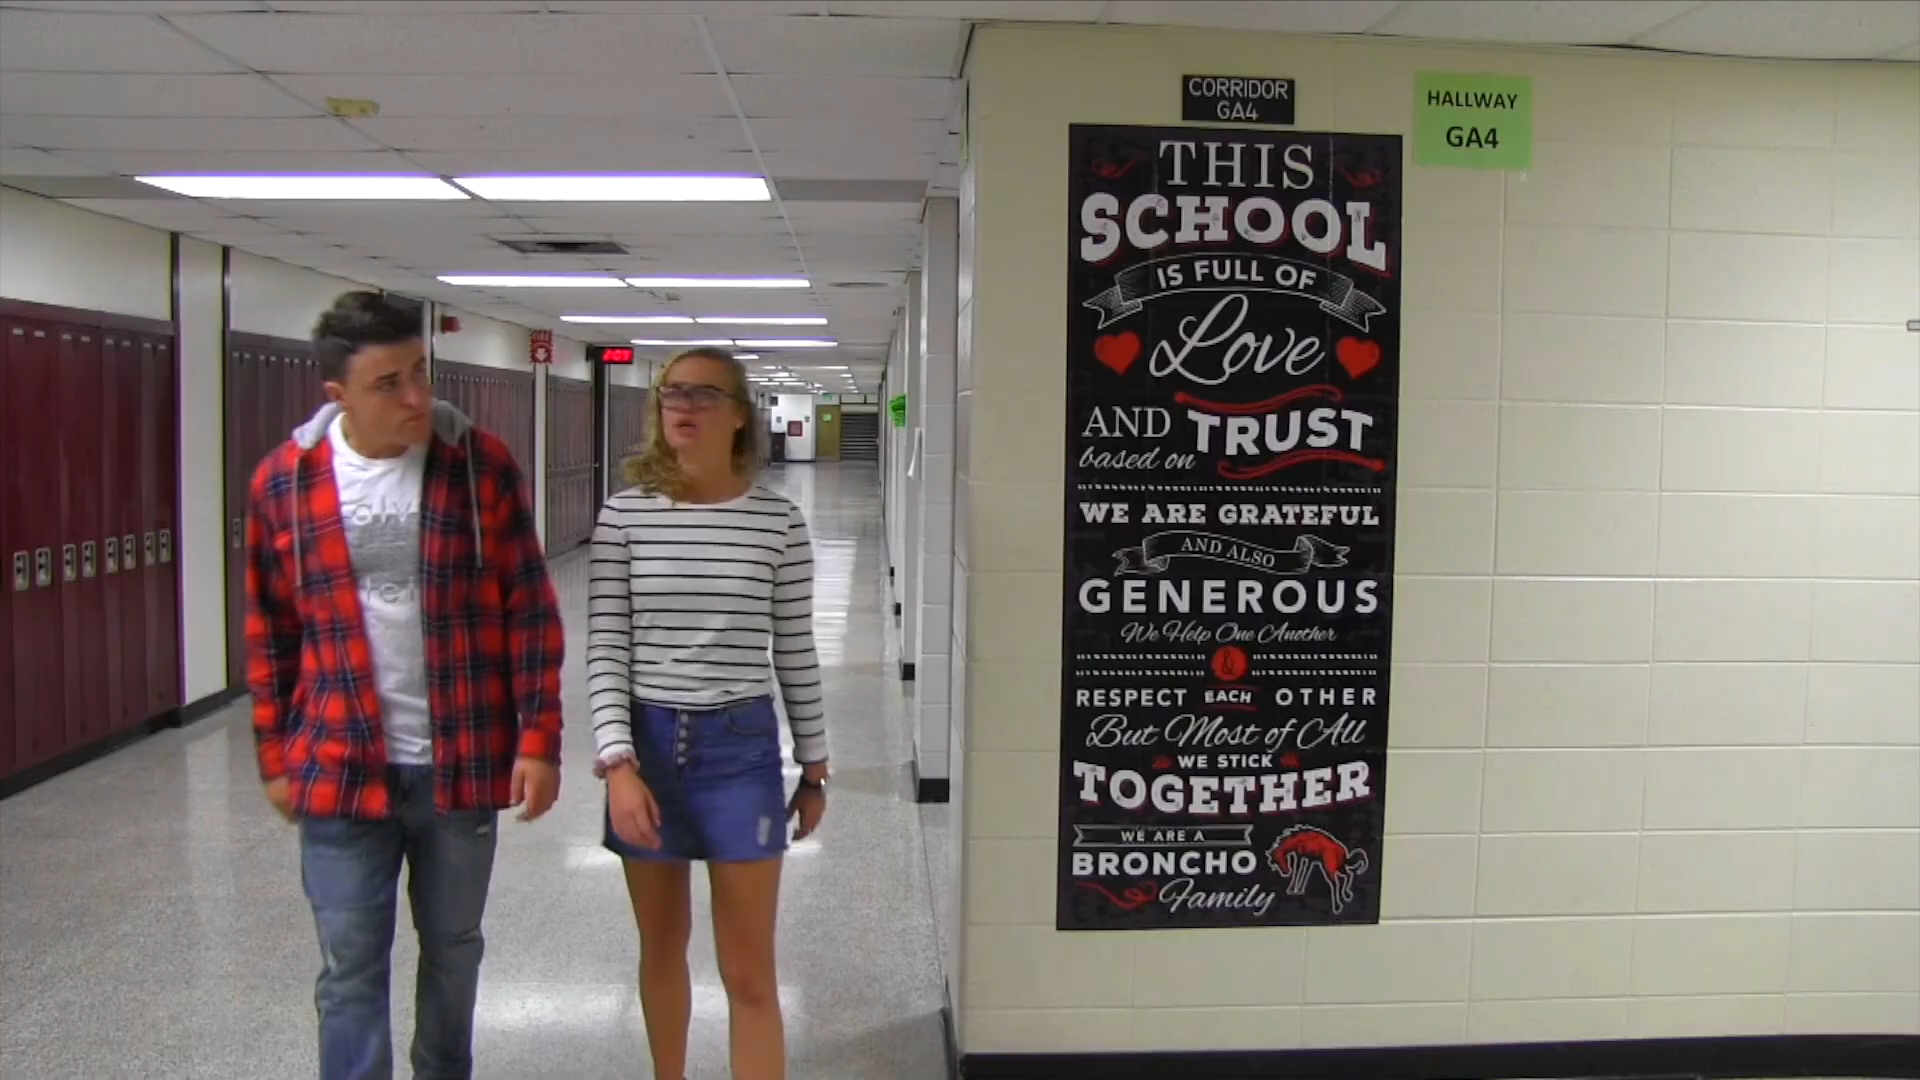 CORRIDOR
GA4
HALLWAY
GA4
THIS
SCHOOL
IS FULL OF
Love
AND TRUST
based on
WE ARE GRATEFUL
AND ALSO
GENEROUS
We Help One Another
&
RESPECT EACH OTHER
But Most of All
WE STICK
TOGETHER
WE ARE A
BRONCHO
Family
2:03